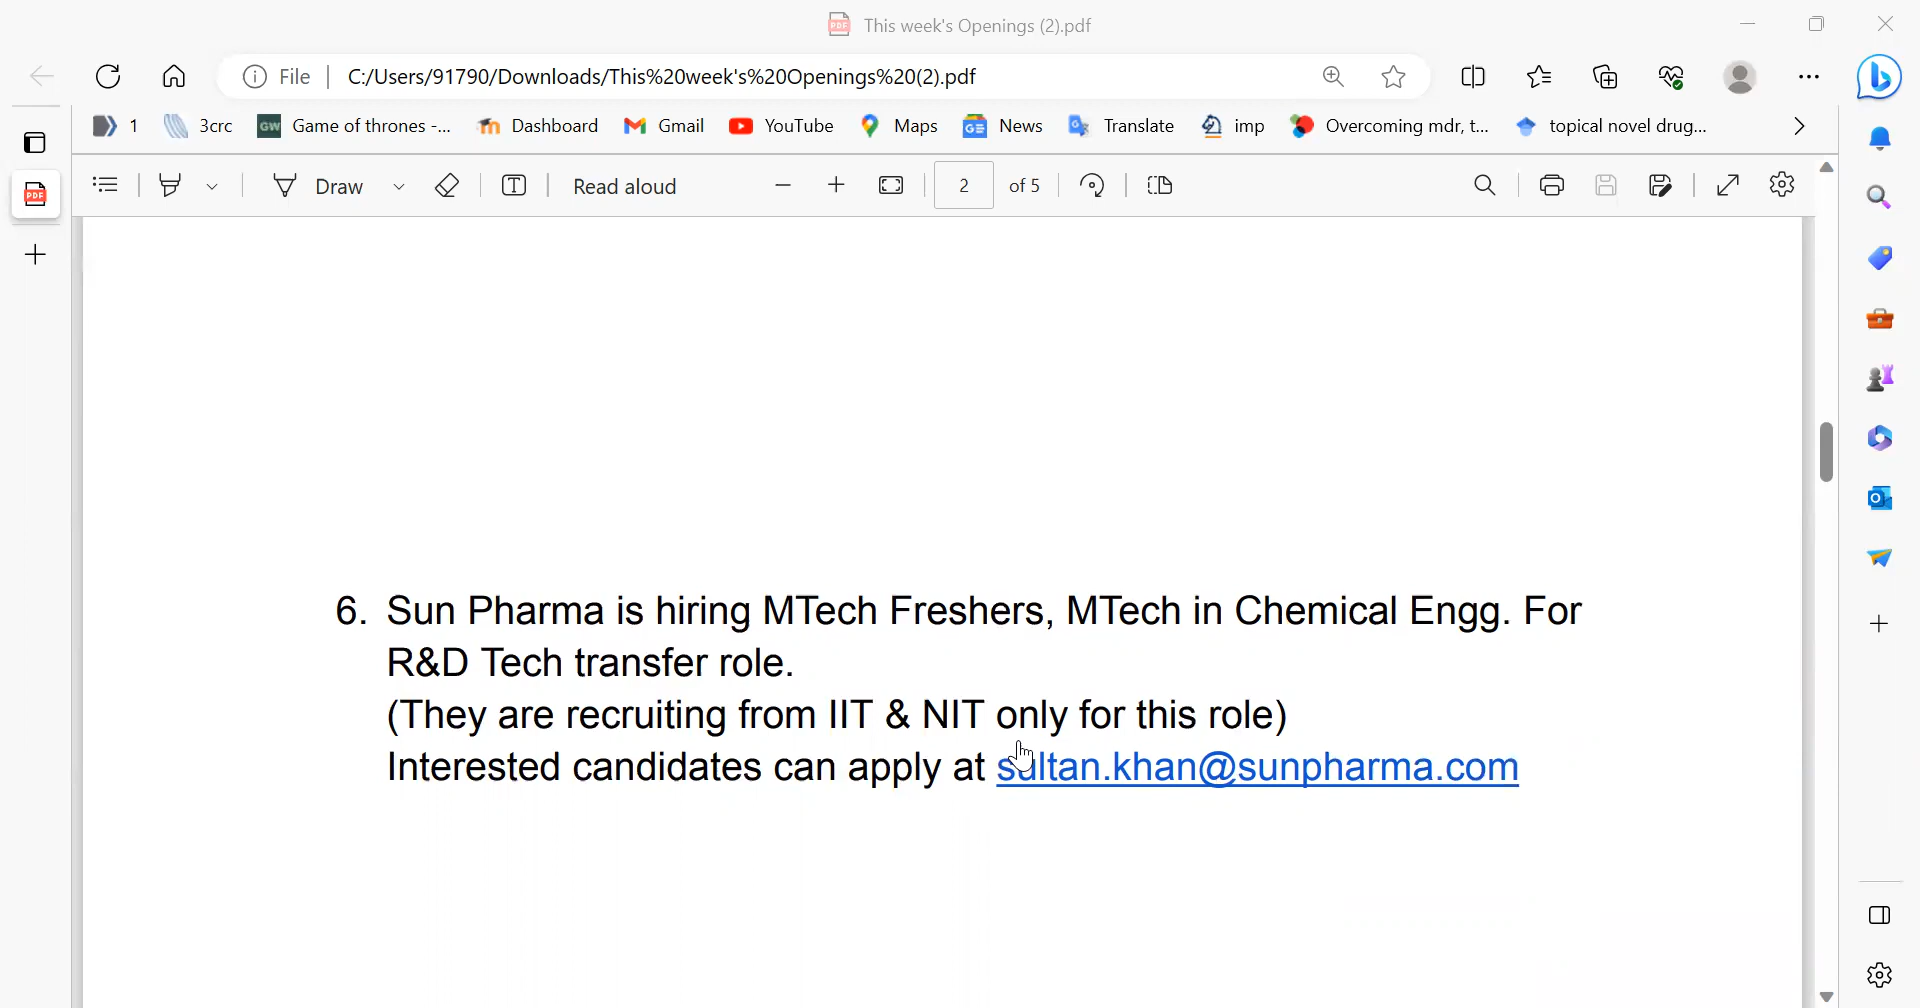 This week's Openings (2).pdf
File C:/Users/91790/Downloads/This%20week's%20Openings%20(2).pdf
1 3crc GW Game of thrones -... Dashboard Gmail YouTube GE News Maps Translate imp Overcoming mdr, t... topical novel drug...
Draw Read aloud 2 of 5
6. Sun Pharma is hiring MTech Freshers, MTech in Chemical Engg. For
R&D Tech transfer role.
(They are recruiting from IIT & NIT only for this role)
Interested candidates can apply at sultan.khan@sunpharma.com